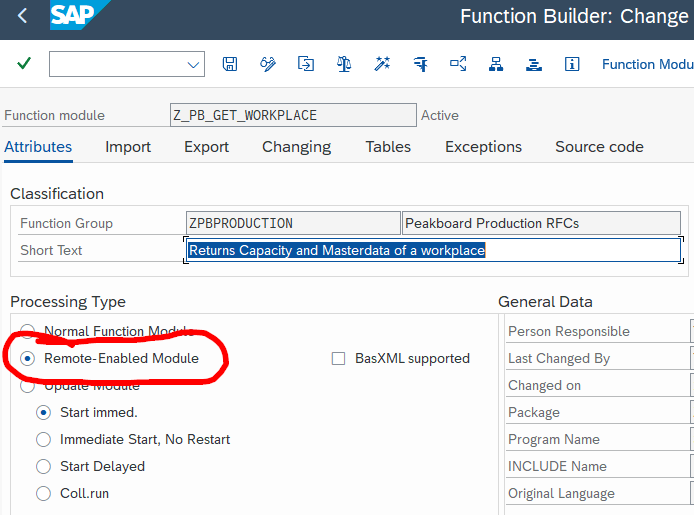 SAP Function Builder: Change
Function Modu
Function module Z_PB_GET_WORKPLACE Active
Attributes Import Export Changing Tables Exceptions Source code
Classification
Function Group ZPBPRODUCTION Peakboard Production RFCs
Short Text Returns Capacity and Masterdata of a workplace
Processing Type General Data
Normal Function Module Person Responsible
Remote-Enabled Module BasXML supported Last Changed By
Update Module Changed on
Start immed. Package
Immediate Start, No Restart Program Name
Start Delayed INCLUDE Name
Coll.run Original Language